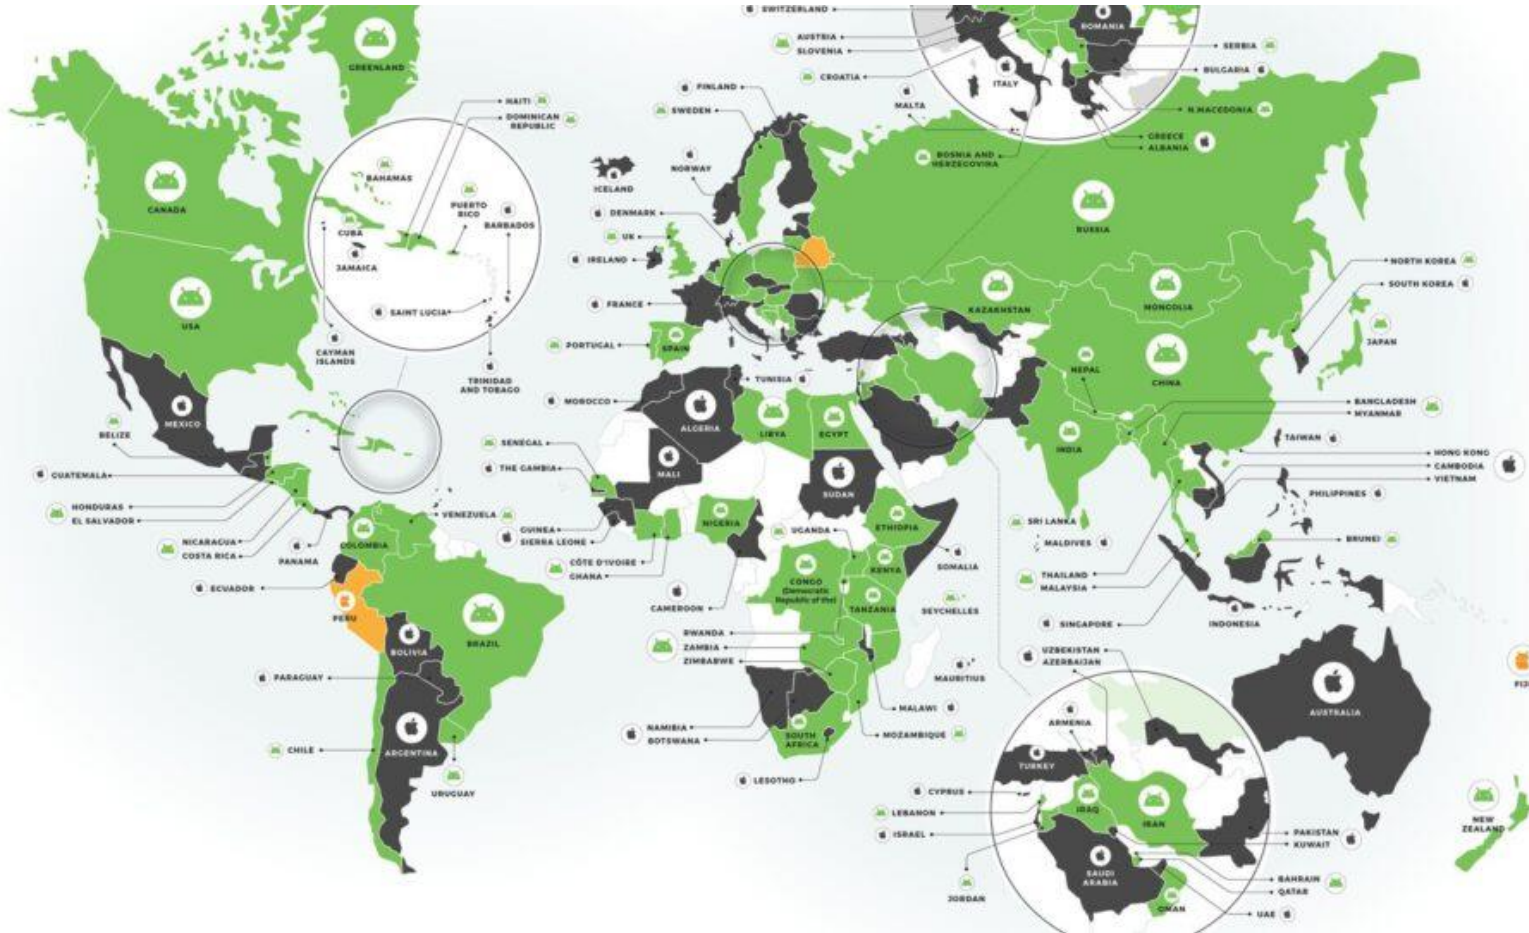 SWITZERLAND
AUSTRIA
SLOVENIA
CROATIA
ROMANIA
SERBIA
BULGARIA
ITALY
MALTA
N.MACEDONIA
GREECE
ALBANIA
BOSNIA AND
HERZEGOVINA
GREENLAND
FINLAND
SWEDEN
NORWAY
ICELAND
DENMARK
UK
IRELAND
FRANCE
PORTUGAL
SPAIN
HAITI
DOMINICAN
REPUBLIC
BAHAMAS
PUERTO
RICO
BARBADOS
CUBA
JAMAICA
SAINT LUCIA
CAYMAN
ISLANDS
TRINIDAD
AND TOBAGO
CANADA
USA
MEXICO
BELIZE
GUATEMALA
HONDURAS
EL SALVADOR
NICARAGUA
COSTA RICA
PANAMA
VENEZUELA
COLOMBIA
ECUADOR
PERU
BRAZIL
BOLIVIA
PARAGUAY
ARGENTINA
CHILE
URUGUAY
RUSSIA
KAZAKHSTAN
MONGOLIA
CHINA
NEPAL
INDIA
NORTH KOREA
SOUTH KOREA
JAPAN
BANGLADESH
MYANMAR
TAIWAN
HONG KONG
CAMBODIA
VIETNAM
PHILIPPINES
SRI LANKA
MALDIVES
BRUNEI
THAILAND
MALAYSIA
SINGAPORE
INDONESIA
TUNISIA
MOROCCO
ALGERIA
LIBYA
EGYPT
SENEGAL
THE GAMBIA
MALI
SUDAN
GUINEA
SIERRA LEONE
CÔTE D'IVOIRE
GHANA
NIGERIA
UGANDA
ETHIOPIA
CAMEROON
CONGO
(Democratic
Republic of the)
KENYA
SOMALIA
TANZANIA
SEYCHELLES
RWANDA
ZAMBIA
ZIMBABWE
MAURITIUS
MALAWI
MOZAMBIQUE
NAMIBIA
BOTSWANA
SOUTH
AFRICA
LESOTHO
UZBEKISTAN
AZERBAIJAN
ARMENIA
TURKEY
CYPRUS
LEBANON
ISRAEL
JORDAN
IRAQ
IRAN
SAUDI
ARABIA
OMAN
PAKISTAN
KUWAIT
BAHRAIN
QATAR
UAE
AUSTRALIA
NEW
ZEALAND